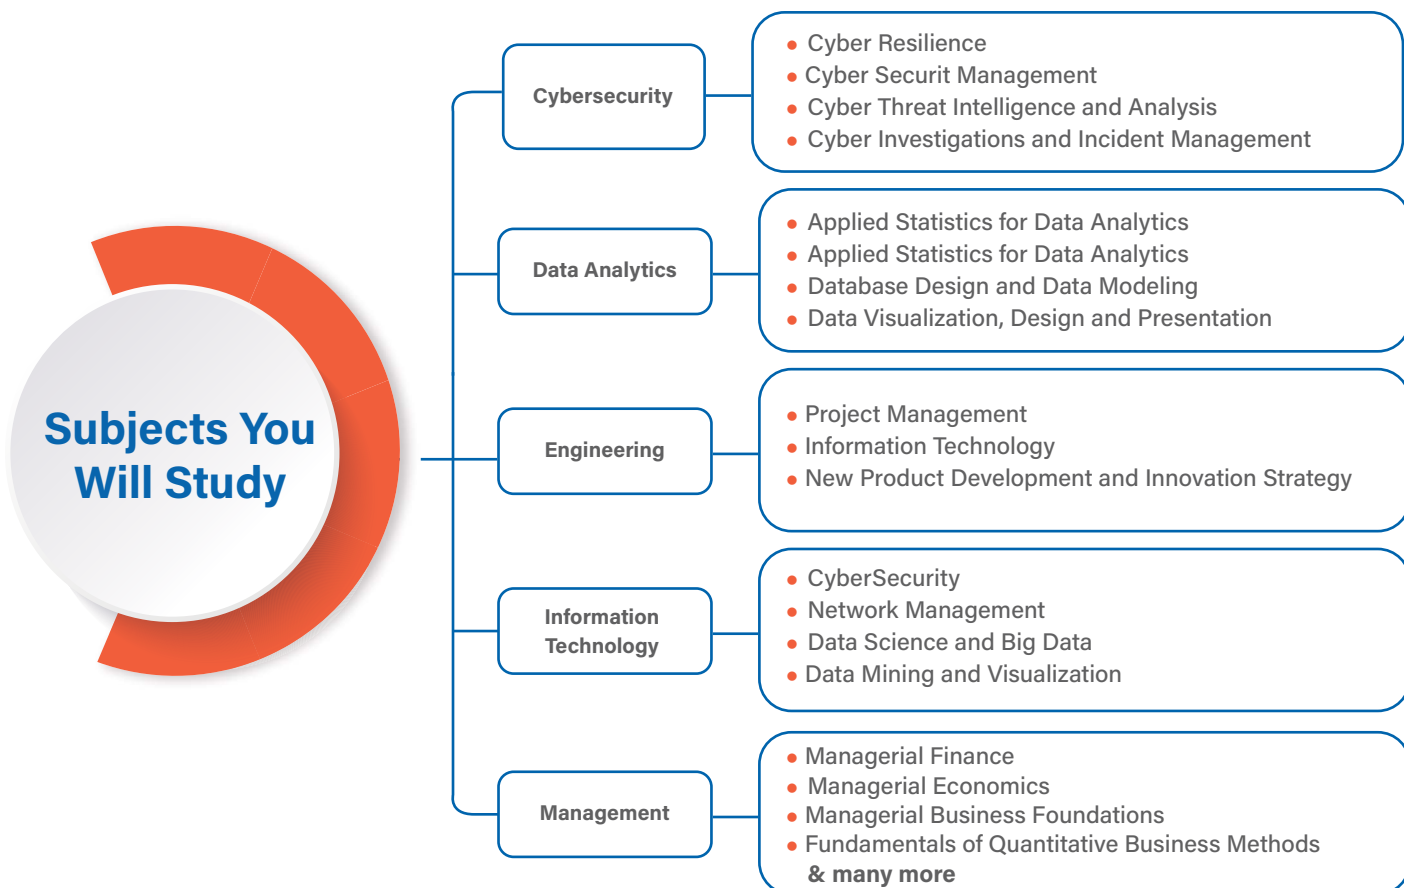 Subjects You
Will Study
Cybersecurity
Cyber Resilience
Cyber Securit Management
Cyber Threat Intelligence and Analysis
Cyber Investigations and Incident Management
Data Analytics
Applied Statistics for Data Analytics
Applied Statistics for Data Analytics
Database Design and Data Modeling
Data Visualization, Design and Presentation
Engineering
Project Management
Information Technology
New Product Development and Innovation Strategy
Information
Technology
CyberSecurity
Network Management
Data Science and Big Data
Data Mining and Visualization
Management
Managerial Finance
Managerial Economics
Managerial Business Foundations
Fundamentals of Quantitative Business Methods
& many more